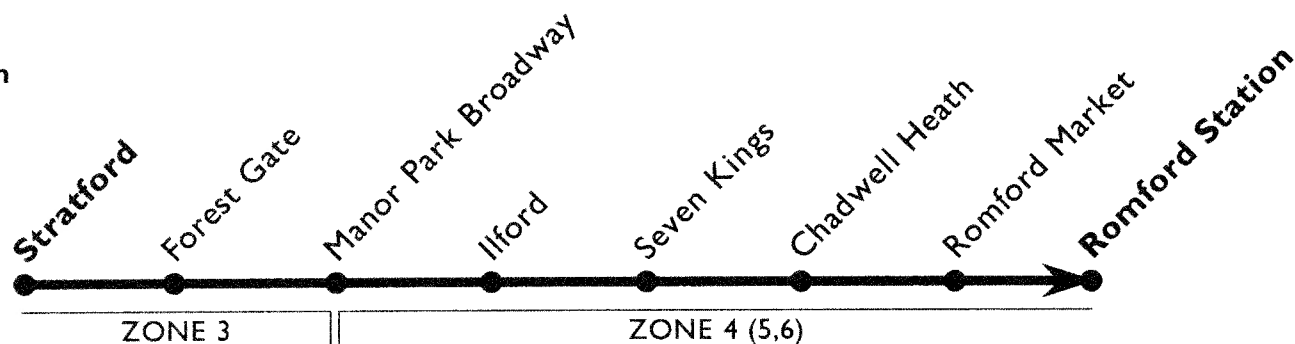 n
Stratford
Forest Gate
Manor Park Broadway
Ilford
Seven Kings
Chadwell Heath
Romford Market
Romford Station
ZONE 3
ZONE 4 (5,6)